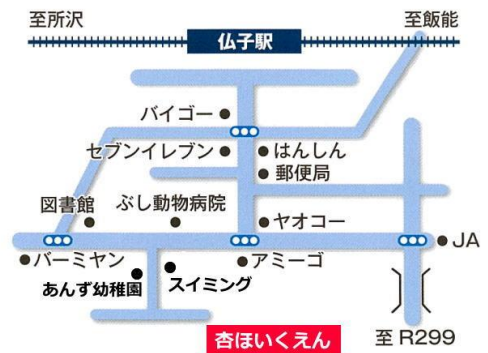 至所沢
仏子駅
至飯能
バイゴー
セブンイレブン
はんしん
郵便局
図書館
ぶし動物病院
ヤオコー
JA
バーミヤン
あんず幼稚園
スイミング
アミーゴ
杏ほいくえん
至 R299